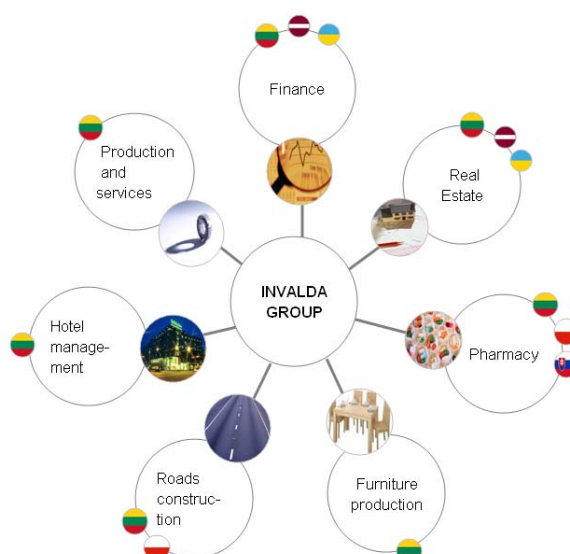 Finance
Production
and
services
Real
Estate
INVALDA
GROUP
Hotel
manage-
ment
Pharmacy
Roads
construc-
tion
Furniture
production